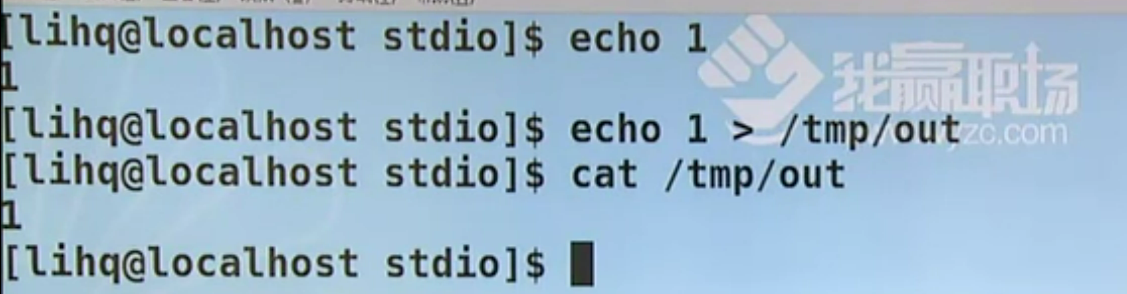 [lihq@localhost stdio]$ echo 1
1
[lihq@localhost stdio]$ echo 1 > /tmp/out
[lihq@localhost stdio]$ cat /tmp/out
1
[lihq@localhost stdio]$
我赢职场
yzc.com